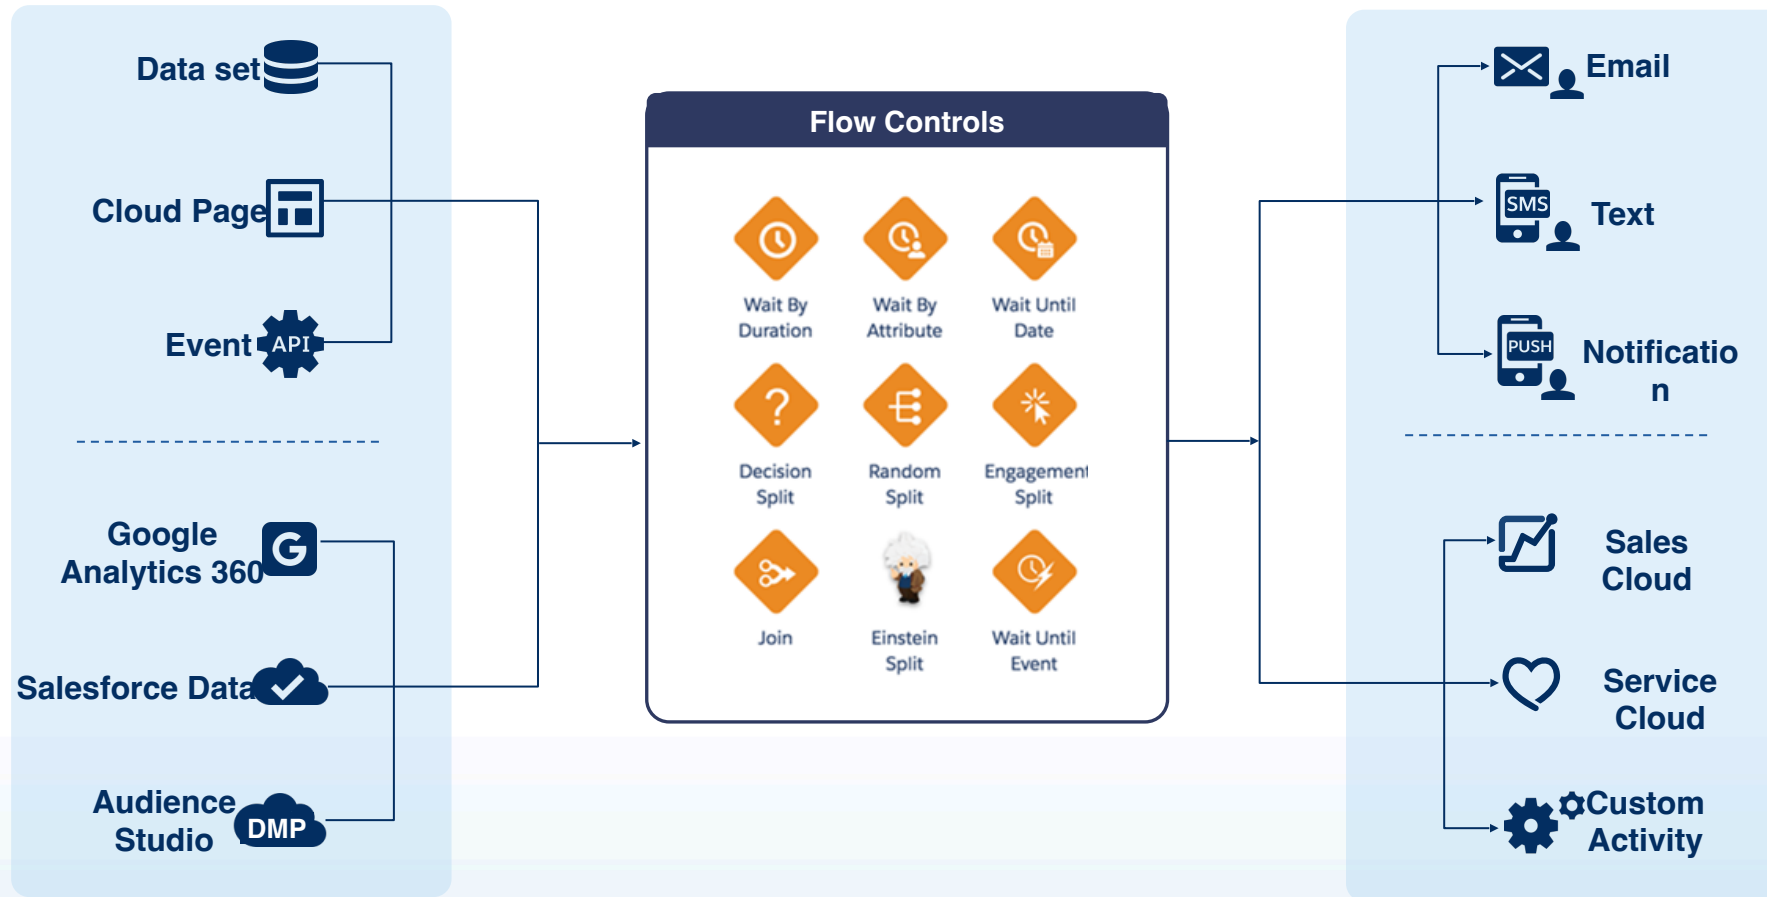 Data set
Cloud Page
Event
API
Google
Analytics 360
G
Salesforce Data
Audience
Studio
DMP
Flow Controls
Wait By
Duration
Wait By
Attribute
Wait Until
Date
Decision
Split
Random
Split
Engagement
Split
Join
Einstein
Split
Wait Until
Event
Email
SMS
Text
PUSH
Notificatio
n
Sales
Cloud
Service
Cloud
Custom
Activity